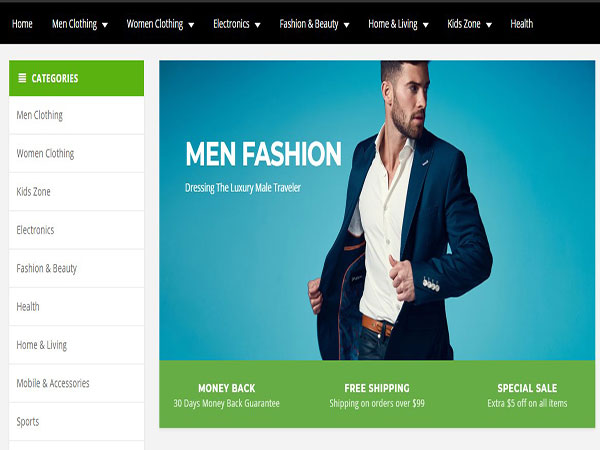 Home Men Clothing Women Clothing Electronics Fashion & Beauty Home & Living Kids Zone Health
CATEGORIES
Men Clothing
Women Clothing
Kids Zone
Electronics
Fashion & Beauty
Health
Home & Living
Mobile & Accessories
Sports
MEN FASHION
Dressing The Luxury Male Traveler
MONEY BACK
30 Days Money Back Guarantee
FREE SHIPPING
Shipping on orders over $99
SPECIAL SALE
Extra $5 off on all items